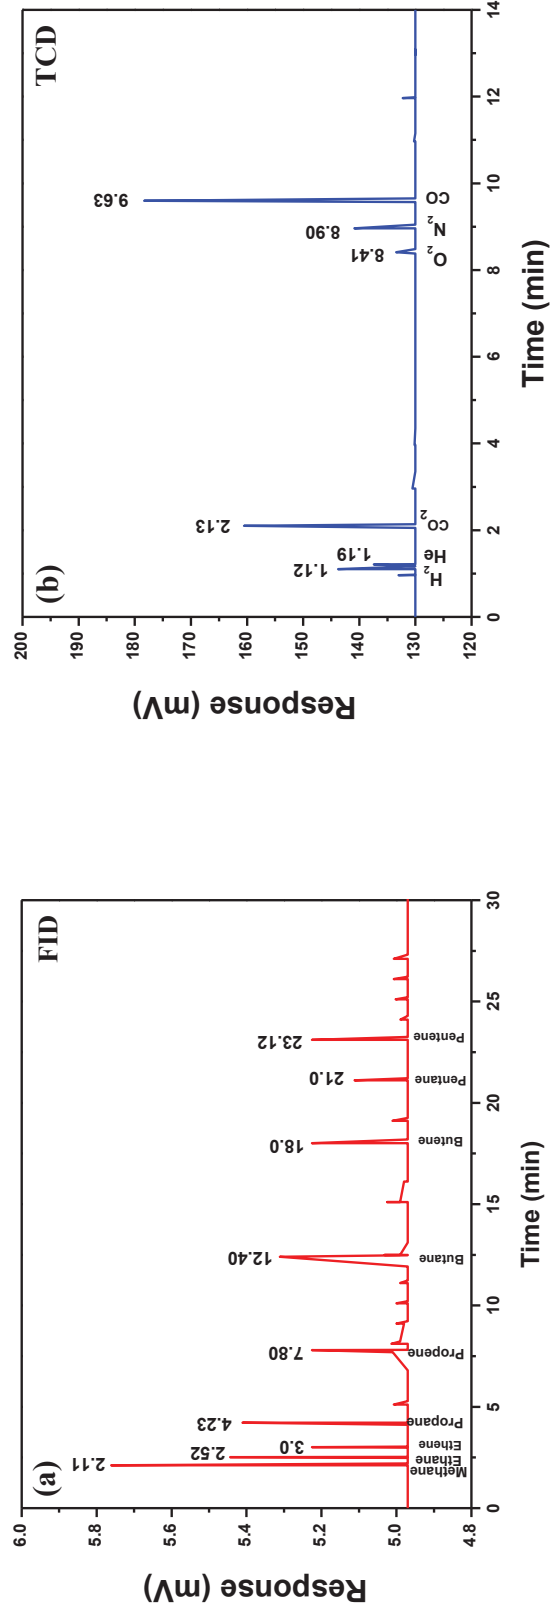 (a)
FID
Response (mV)
6.0
5.8
5.6
5.4
5.2
5.0
4.8
2.11
2.52
3.0
4.23
7.80
12.40
18.0
21.0
23.12
Methane
Ethane
Ethene
Propane
Propene
Butane
Butene
Pentane
Pentene
0
5
10
15
20
25
30
Time (min)
(b)
TCD
Response (mV)
200
190
180
170
160
150
140
130
120
1.12
1.19
2.13
8.41
8.90
9.63
H2
He
CO2
O2
N2
CO
0
2
4
6
8
10
12
14
Time (min)